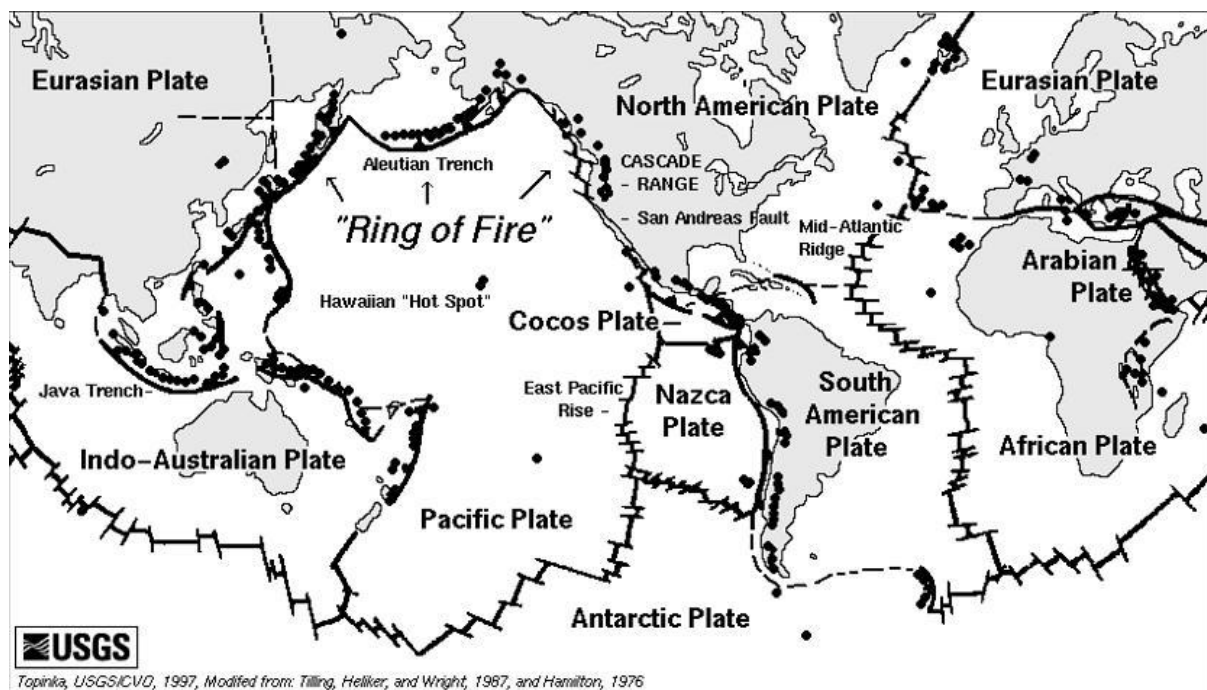 Eurasian Plate
North American Plate
Eurasian Plate
Aleutian Trench
CASCADE
- RANGE
"Ring of Fire"
- San Andreas Fault
Mid-Atlantic
Ridge
Arabian
Plate
Hawaiian "Hot Spot"
Cocos Plate
Java Trench
East Pacific
Rise -
Nazca
Plate
South
American
Plate
African Plate
Indo-Australian Plate
Pacific Plate
Antarctic Plate
USGS
Topinka, USGS/CVO, 1997, Modified from: Tilling, Heliker, and Wright, 1987, and Hamilton, 1976